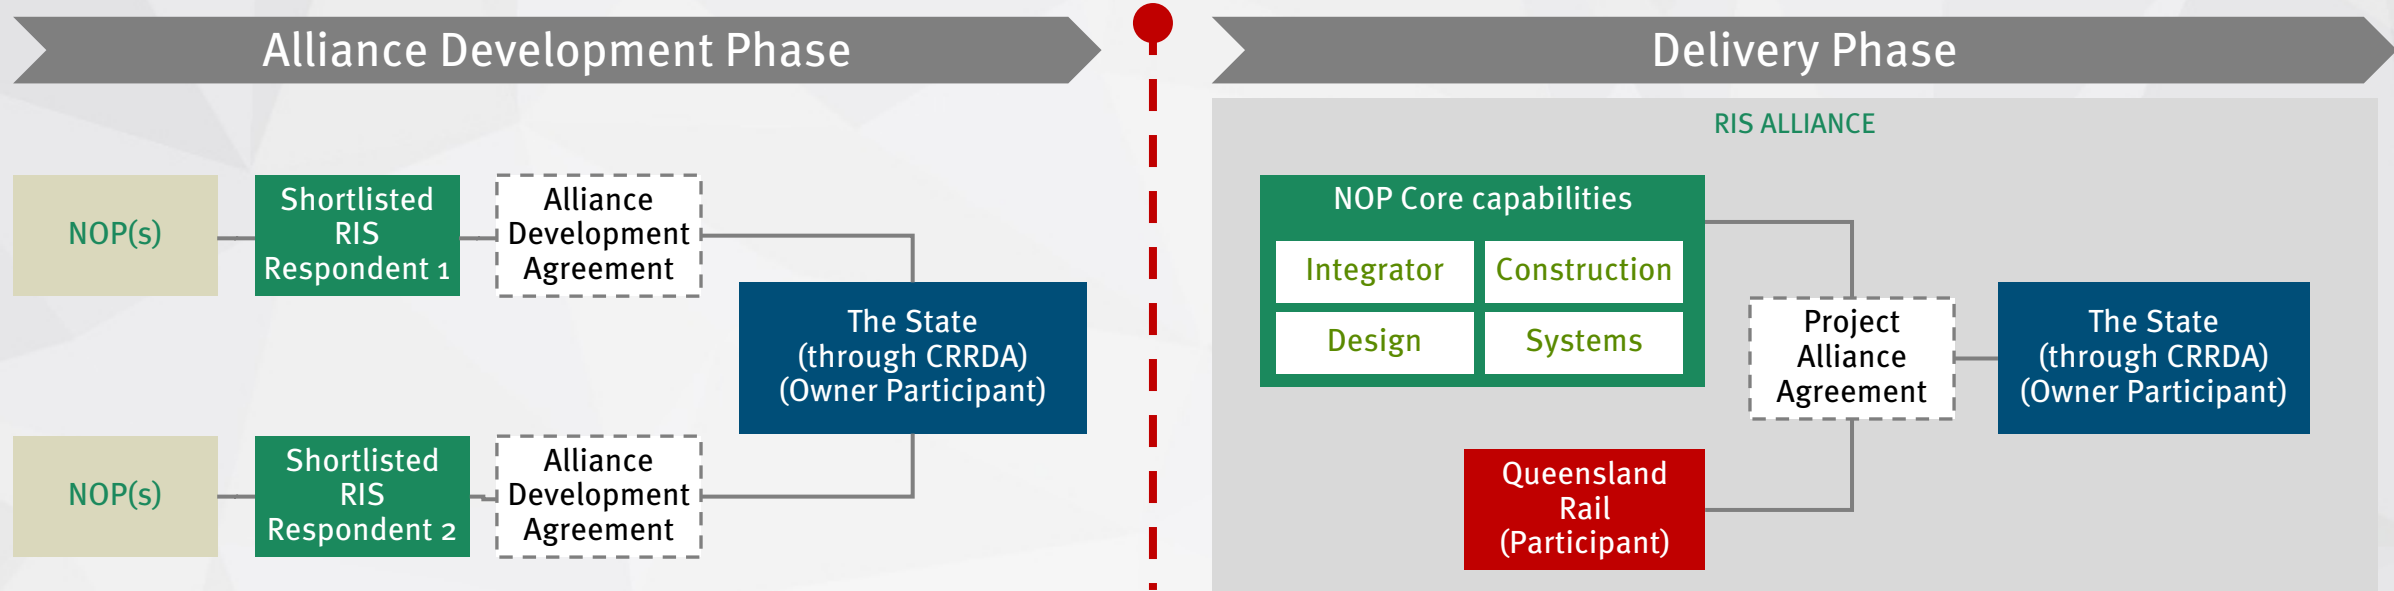 Alliance Development Phase
NOP(s)
Shortlisted
RIS
Respondent 1
Alliance
Development
Agreement
The State
(through CRRDA)
(Owner Participant)
NOP(s)
Shortlisted
RIS
Respondent 2
Alliance
Development
Agreement
Delivery Phase
RIS ALLIANCE
NOP Core capabilities
Integrator
Construction
Design
Systems
Project
Alliance
Agreement
The State
(through CRRDA)
(Owner Participant)
Queensland
Rail
(Participant)